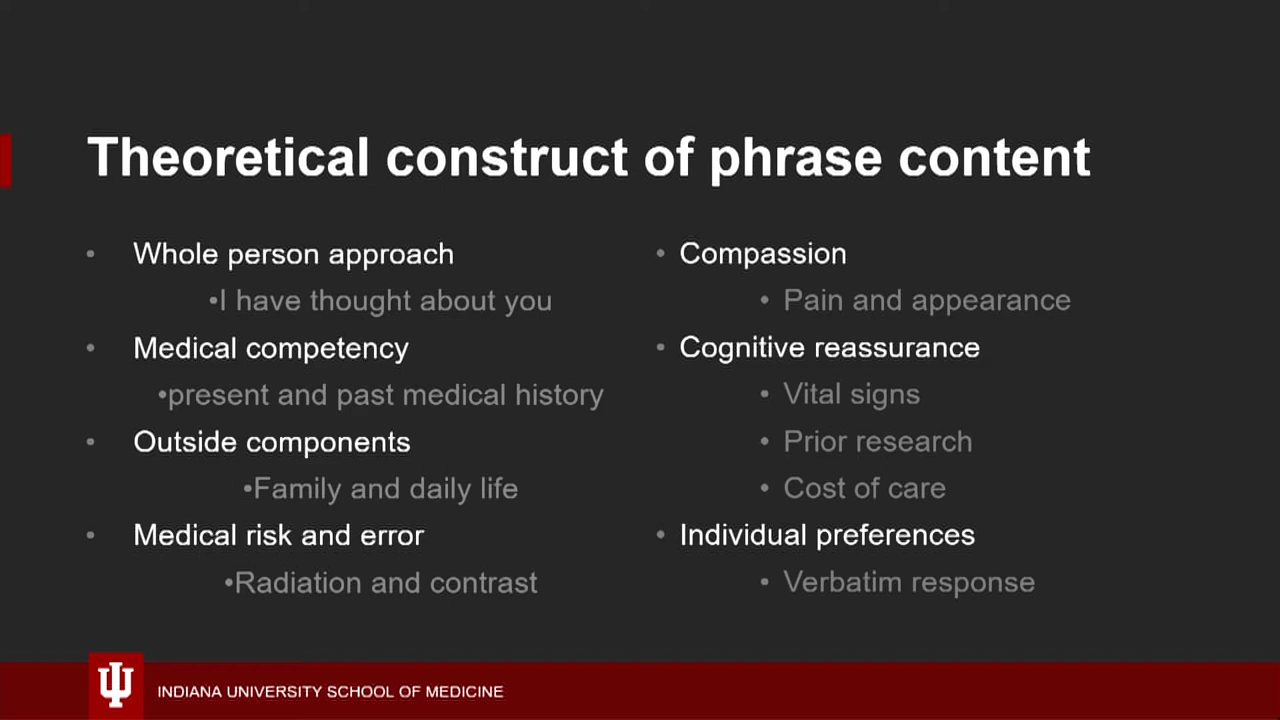 Theoretical construct of phrase content
• Whole person approach
•I have thought about you
• Medical competency
•present and past medical history
• Outside components
•Family and daily life
• Medical risk and error
•Radiation and contrast
• Compassion
• Pain and appearance
• Cognitive reassurance
• Vital signs
• Prior research
• Cost of care
• Individual preferences
• Verbatim response
INDIANA UNIVERSITY SCHOOL OF MEDICINE